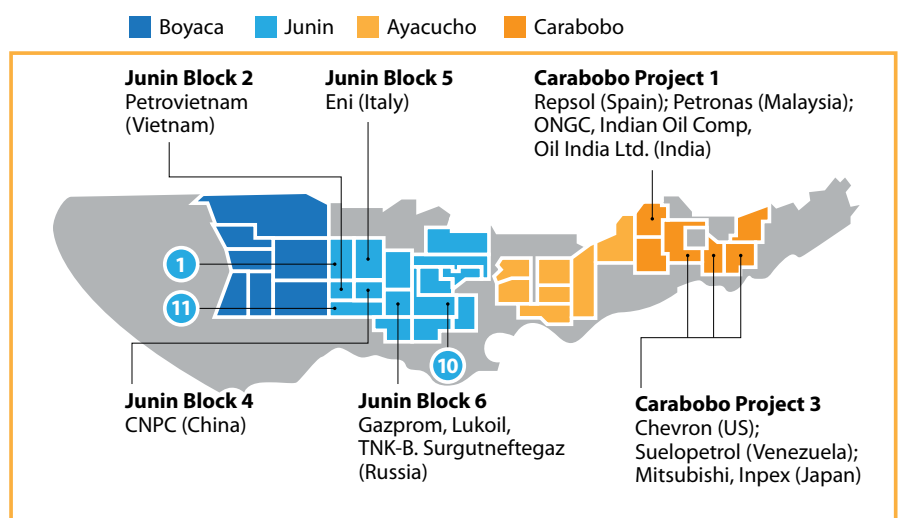 Boyaca
Junin
Ayacucho
Carabobo
Junin Block 2
Petrovietnam
(Vietnam)
Junin Block 5
Eni (Italy)
Carabobo Project 1
Repsol (Spain); Petronas (Malaysia);
ONGC, Indian Oil Comp,
Oil India Ltd. (India)
1
11
10
Junin Block 4
CNPC (China)
Junin Block 6
Gazprom, Lukoil,
TNK-B. Surgutneftegaz
(Russia)
Carabobo Project 3
Chevron (US);
Suelopetrol (Venezuela);
Mitsubishi, Inpex (Japan)